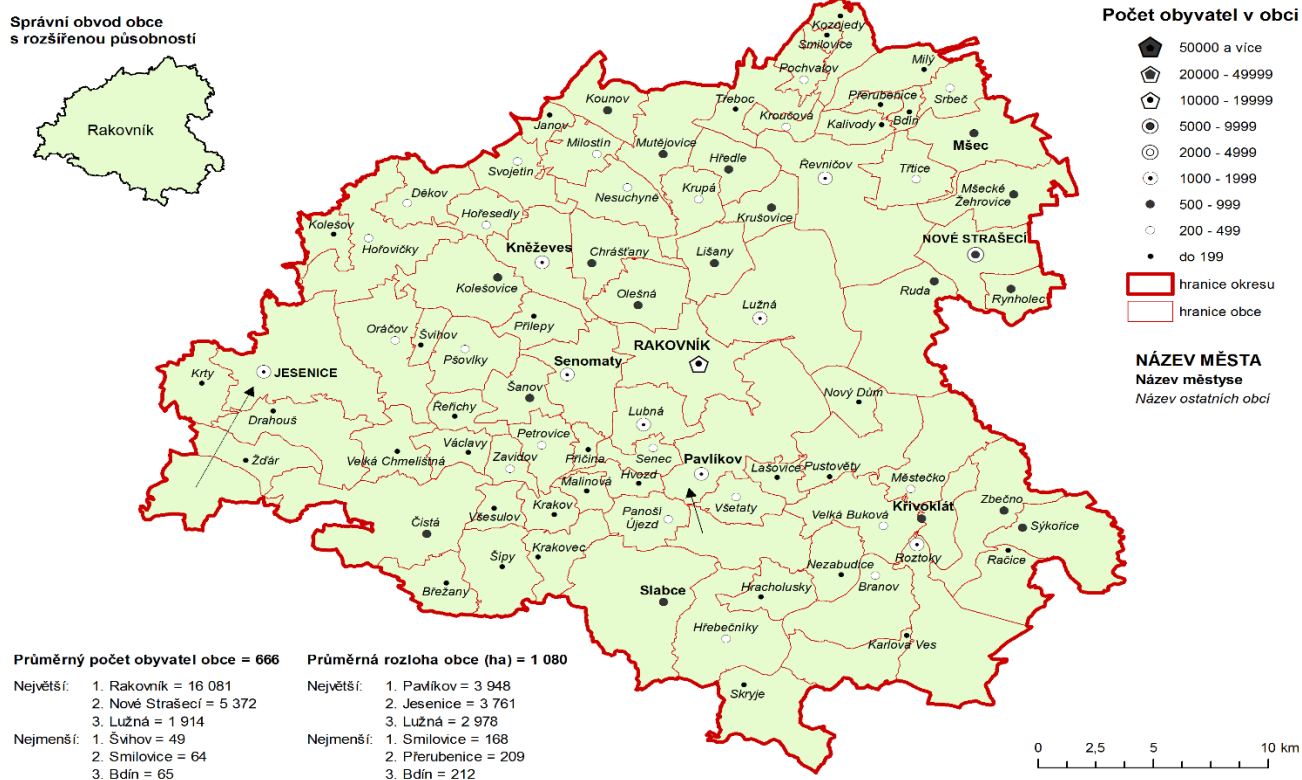 Správní obvod obce
s rozšířenou působností
Rakovník
Počet obyvatel v obci
50000 a více
20000 - 49999
10000 - 19999
5000 - 9999
2000 - 4999
1000 - 1999
500 - 999
200 - 499
do 199
hranice okresu
hranice obce
NÁZEV MĚSTA
Název městyse
Název ostatních obcí
Kozojedy
Smilovice
Pochvalov
Milý
Srbeč
Přerubenice
Bdín
Kalivody
Třeboc
Kroučová
Kounov
Janov
Milostín
Mutějovice
Mšec
Hředle
Řevničov
Třtice
Svojetín
Nesuchyně
Krupá
Mšecké
Žehrovice
Děkov
Hořesedly
Krušovice
Kolešov
Hořovičky
Kněževes
Chrášťany
Lišany
NOVÉ STRAŠECÍ
Kolešovice
Olešná
Lužná
Ruda
Rynholec
Přílepy
Oráčov
Švihov
Pšovlky
RAKOVNÍK
Senomaty
Krty
JESENICE
Šanov
Nový Dům
Drahouš
Řeřichy
Lubná
Petrovice
Václavy
Žďár
Velká Chmelištná
Zavidov
Příčina
Senec
Pavlíkov
Lašovice
Pustověty
Hvozd
Malinová
Městečko
Zbečno
Všesulov
Krakov
Panoší
Újezd
Všetaty
Velká Buková
Křivoklát
Sýkořice
Čistá
Krakovec
Šípy
Roztoky
Račice
Břežany
Nezabudice
Branov
Slabce
Hracholusky
Hřebečníky
Karlova Ves
Skryje
Průměrný počet obyvatel obce = 666
Největší: 1. Rakovník = 16 081
2. Nové Strašecí = 5 372
3. Lužná = 1 914
Nejmenší: 1. Švihov = 49
2. Smilovice = 64
3. Bdín = 65
Průměrná rozloha obce (ha) = 1 080
Největší: 1. Pavlíkov = 3 948
2. Jesenice = 3 761
3. Lužná = 2 978
Nejmenší: 1. Smilovice = 168
2. Přerubenice = 209
3. Bdín = 212
0 2,5 5 10 km